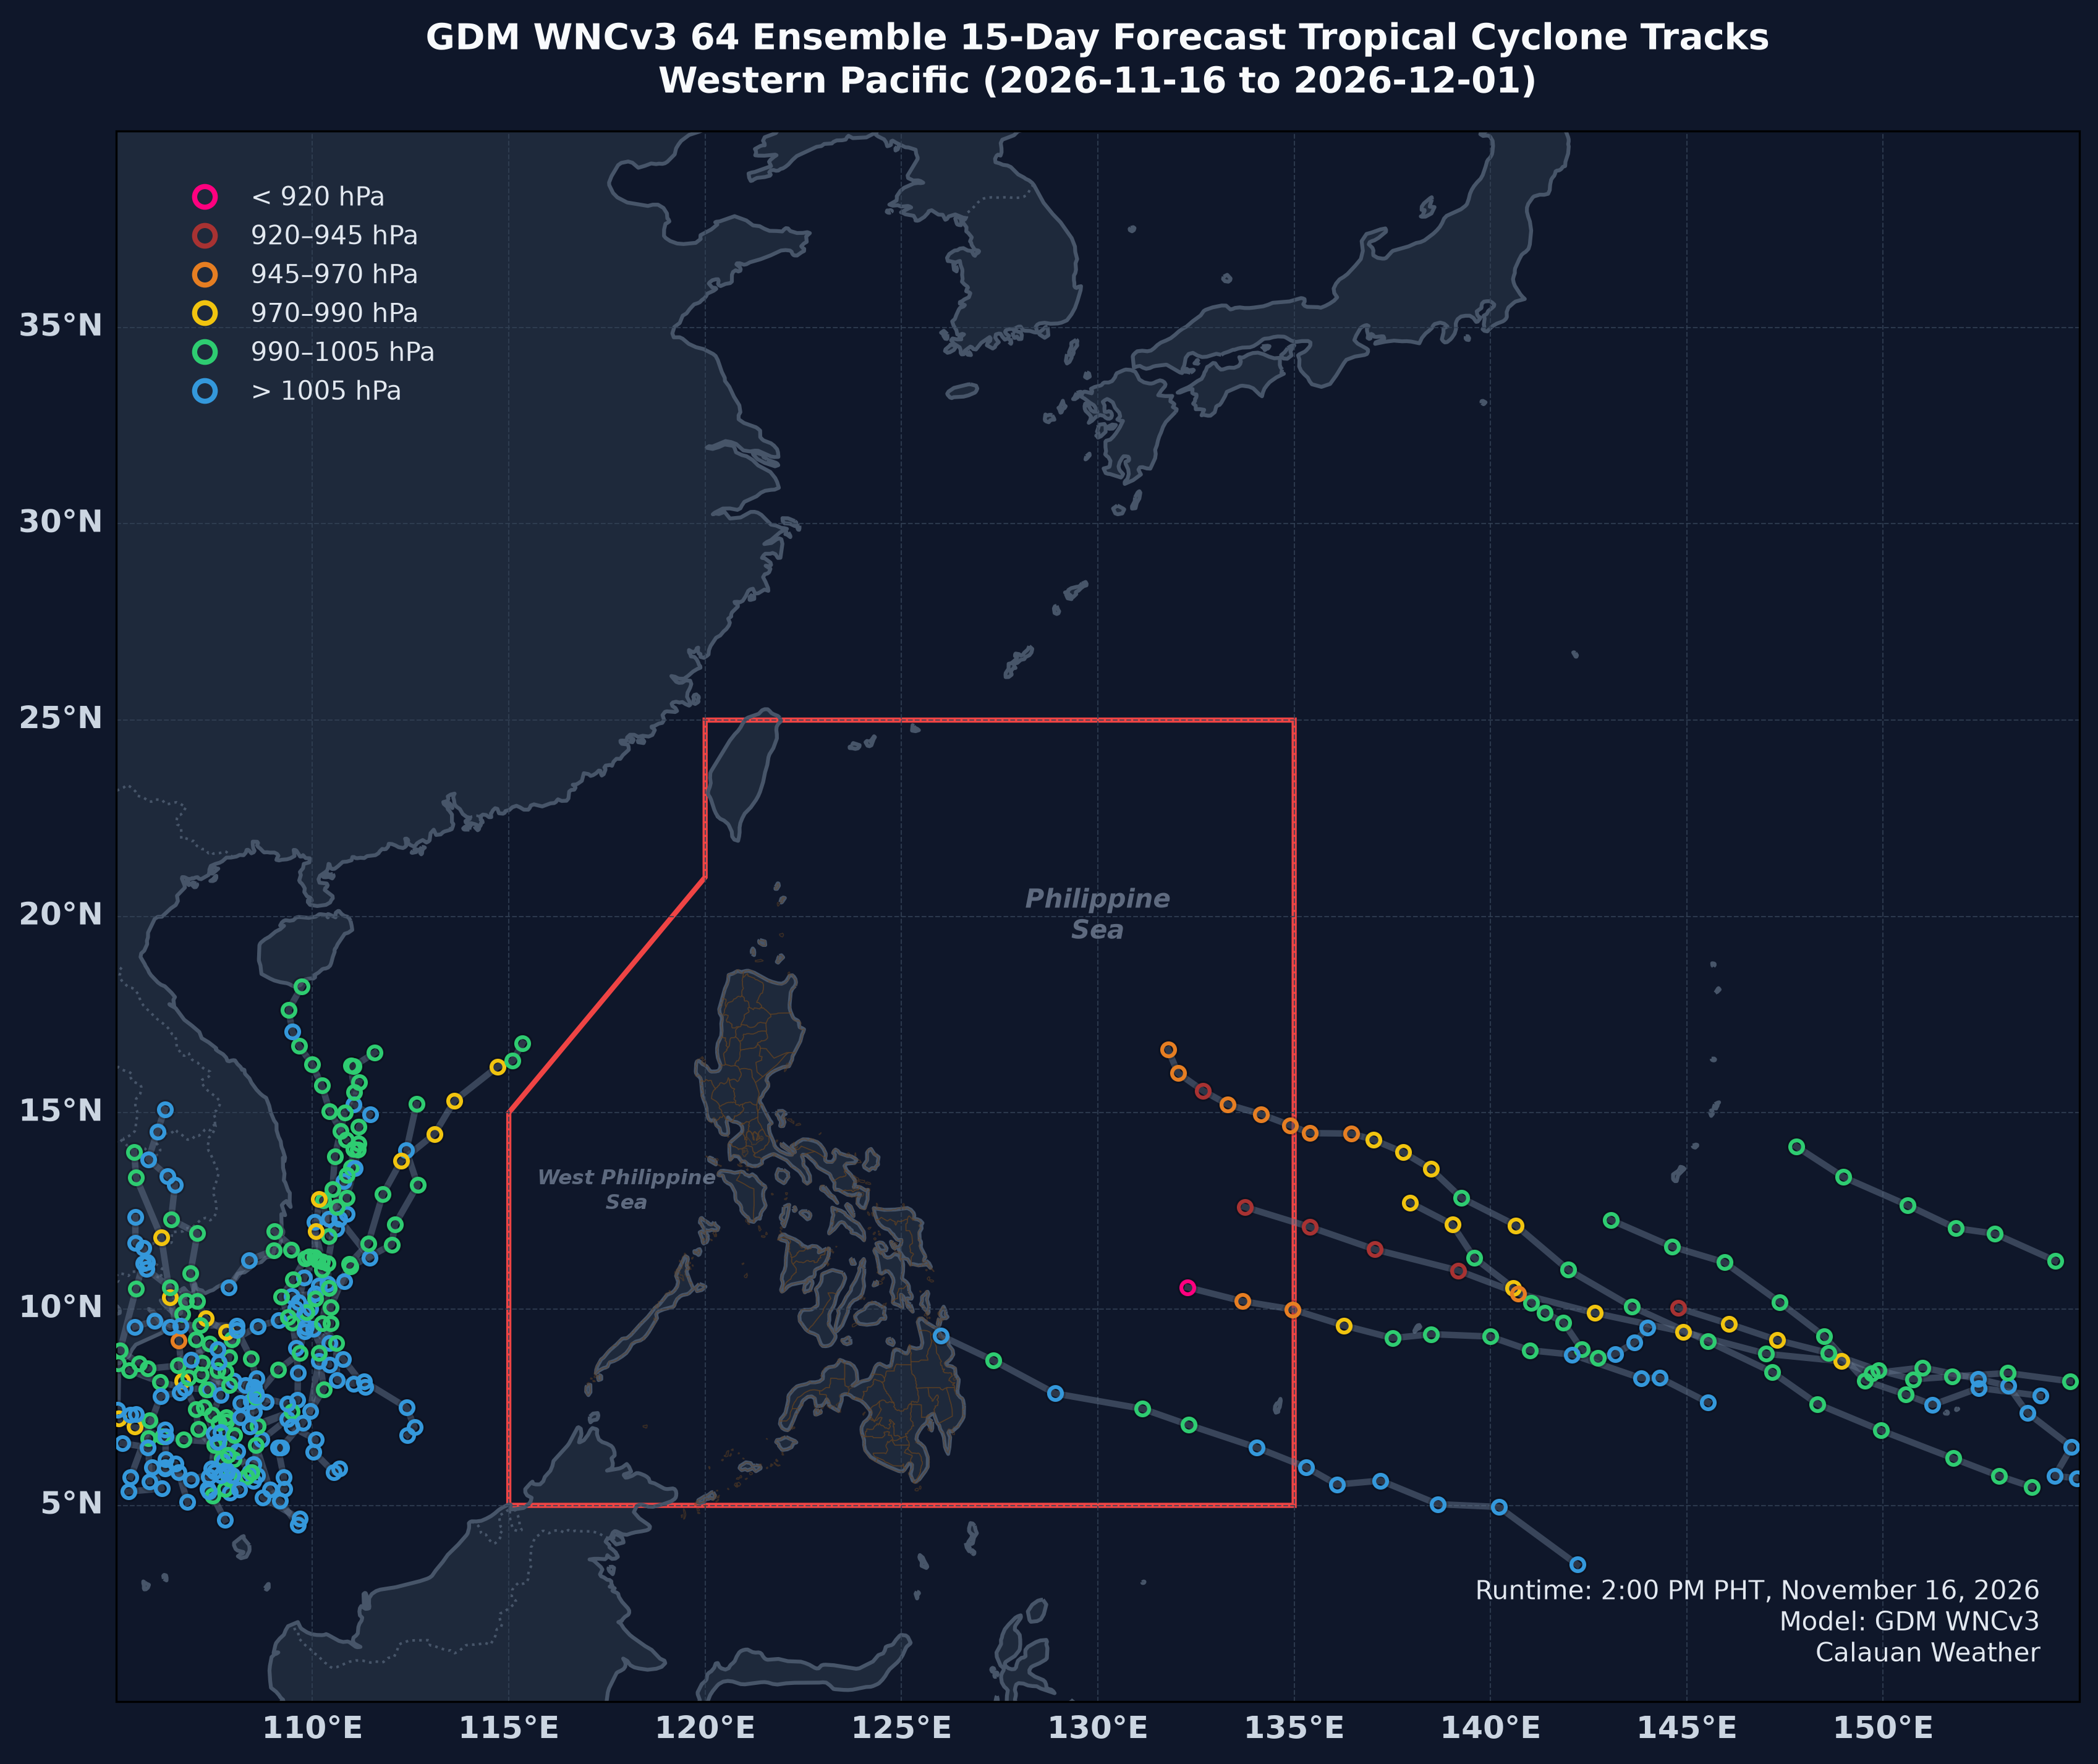 GDM WNCv3 64 Ensemble 15-Day Forecast Tropical Cyclone Tracks
Western Pacific (2026-11-16 to 2026-12-01)
< 920 hPa
920–945 hPa
945–970 hPa
970–990 hPa
990–1005 hPa
> 1005 hPa
35°N
30°N
25°N
20°N
15°N
10°N
5°N
Philippine
Sea
West Philippine
Sea
Runtime: 2:00 PM PHT, November 16, 2026
Model: GDM WNCv3
Calauan Weather
110°E
115°E
120°E
125°E
130°E
135°E
140°E
145°E
150°E